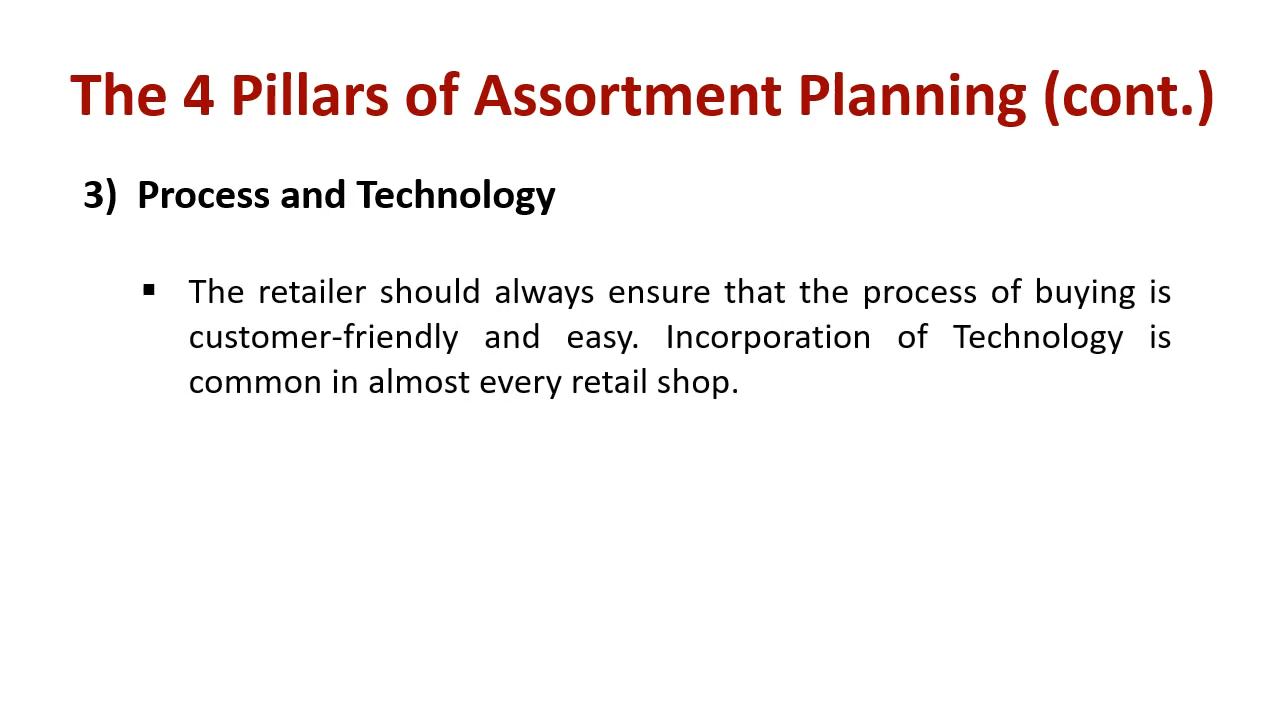 The 4 Pillars of Assortment Planning (cont.)
3) Process and Technology
▪ The retailer should always ensure that the process of buying is
customer-friendly and easy. Incorporation of Technology is
common in almost every retail shop.